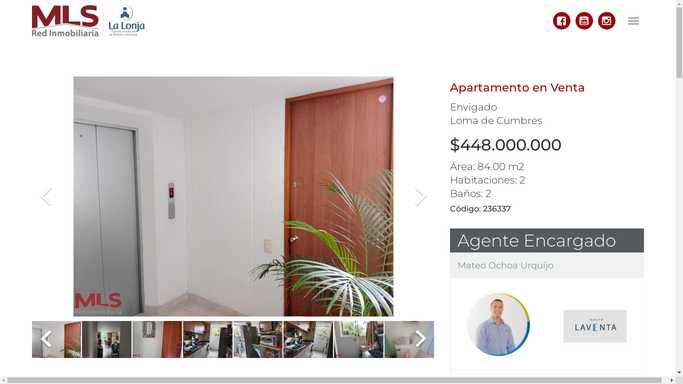 MLS
Red Inmobiliaria
La Lonja
Apartamento en Venta
Envigado
Loma de Cumbres
$448.000.000
Área: 84.00 m2
Habitaciones: 2
Baños: 2
Código: 236337
Agente Encargado
Mateo Ochoa Urquijo
LAVENTA
MLS